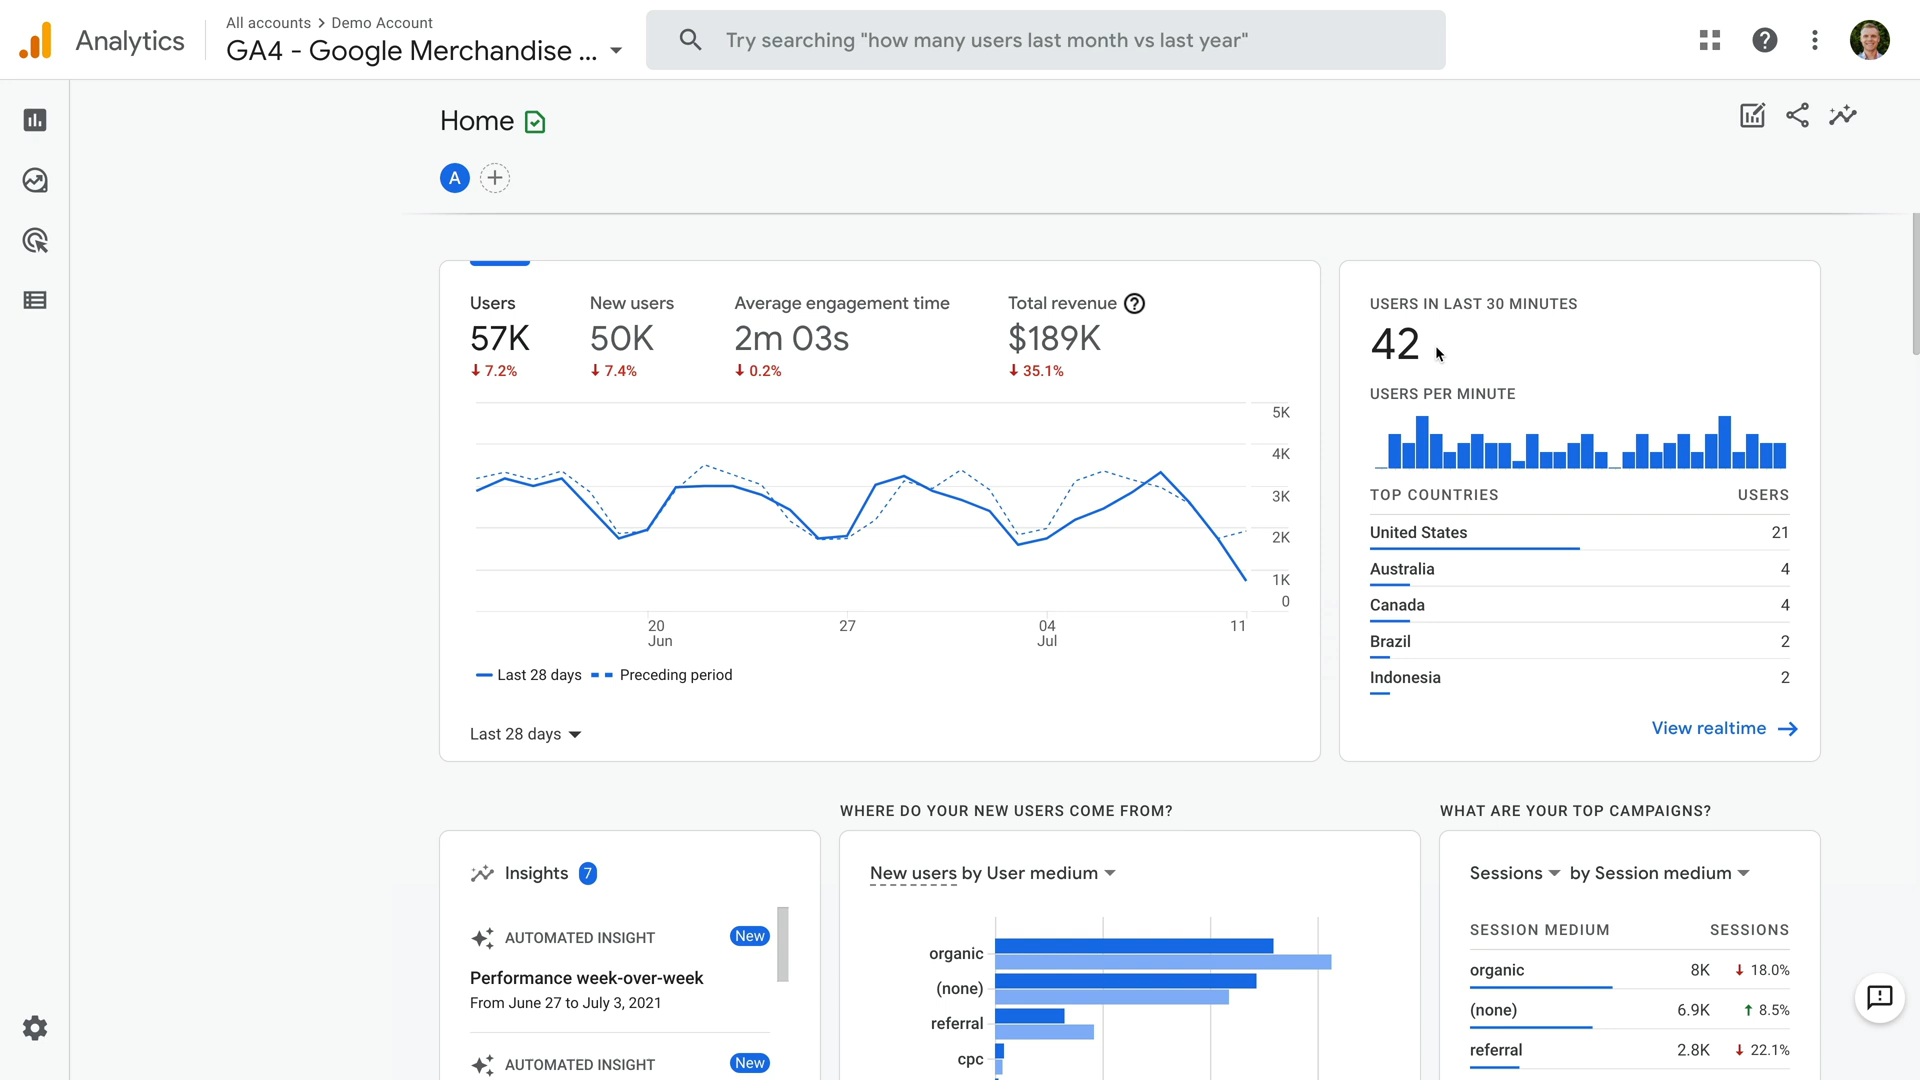 Analytics
All accounts > Demo Account
GA4 - Google Merchandise ...
Try searching "how many users last month vs last year"
Home
A
Users
57K
7.2%
New users
50K
7.4%
Average engagement time
2m 03s
0.2%
Total revenue
$189K
35.1%
5K
4K
3K
2K
1K
0
20
Jun
27
04
Jul
11
Last 28 days
Preceding period
Last 28 days
USERS IN LAST 30 MINUTES
42
USERS PER MINUTE
TOP COUNTRIES USERS
United States 21
Australia 4
Canada 4
Brazil 2
Indonesia 2
View realtime
Insights 7
AUTOMATED INSIGHT New
Performance week-over-week
From June 27 to July 3, 2021
AUTOMATED INSIGHT New
WHERE DO YOUR NEW USERS COME FROM?
New users by User medium
organic
(none)
referral
cpc
WHAT ARE YOUR TOP CAMPAIGNS?
Sessions by Session medium
SESSION MEDIUM SESSIONS
organic 8K 18.0%
(none) 6.9K 8.5%
referral 2.8K 22.1%